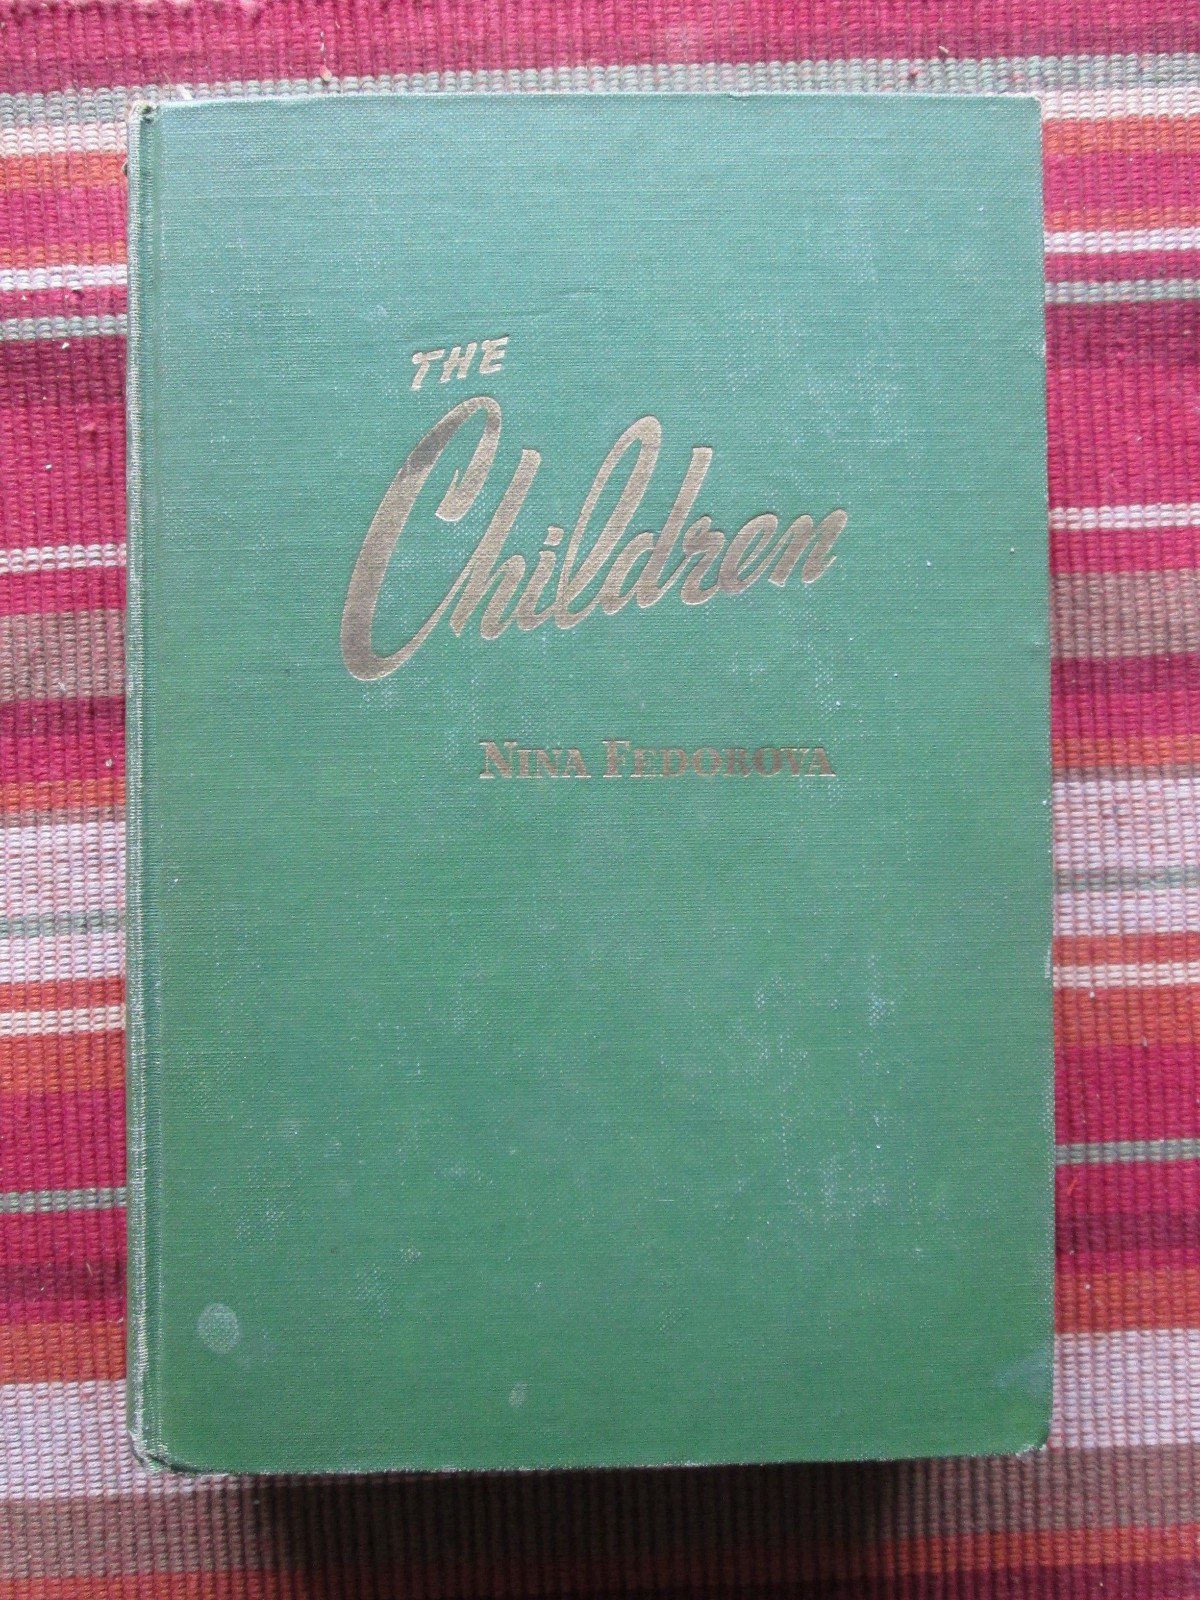 THE
Children
NINA FEDOROVA